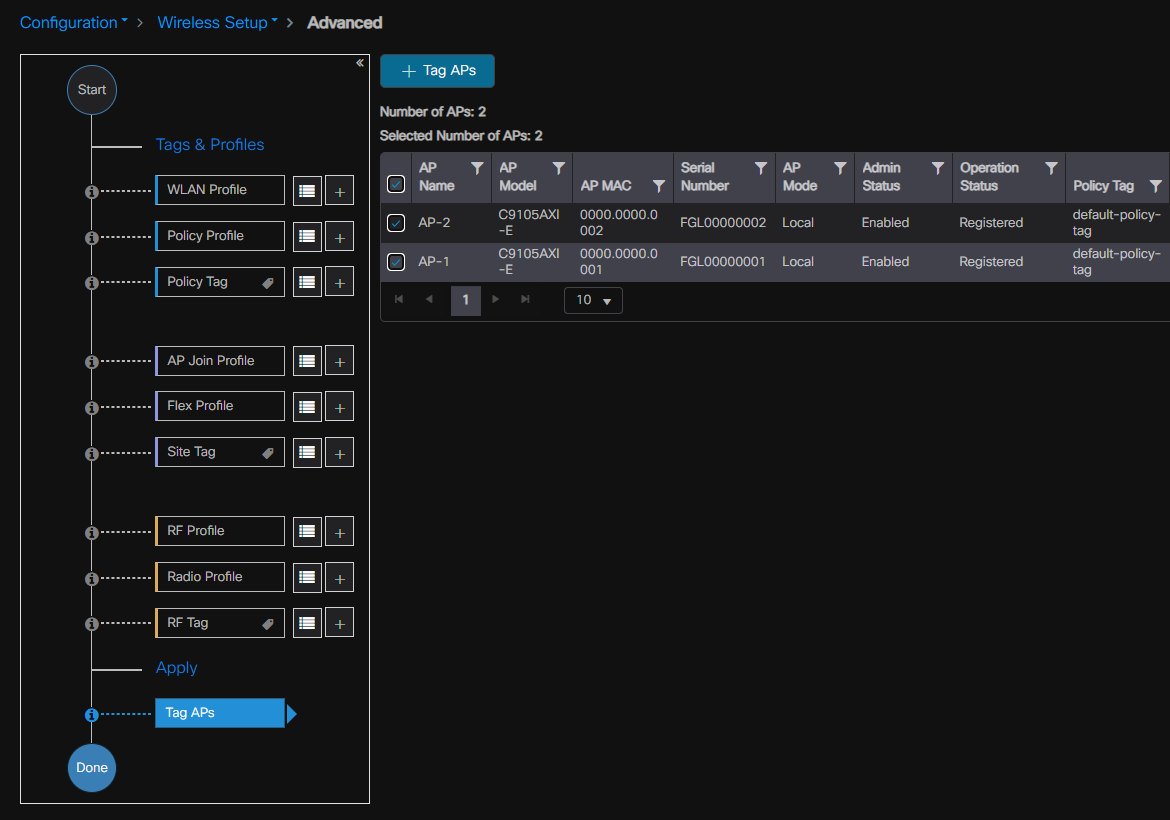 Configuration > Wireless Setup > Advanced
Start
Tags & Profiles
WLAN Profile
Policy Profile
Policy Tag
AP Join Profile
Flex Profile
Site Tag
RF Profile
Radio Profile
RF Tag
Apply
Tag APs
Done
+ Tag APs
Number of APs: 2
Selected Number of APs: 2
AP Name AP Model AP MAC Serial Number AP Mode Admin Status Operation Status Policy Tag
AP-2 C9105AXI-E 0000.0000.0002 FGL00000002 Local Enabled Registered default-policy-tag
AP-1 C9105AXI-E 0000.0000.0001 FGL00000001 Local Enabled Registered default-policy-tag
1 10